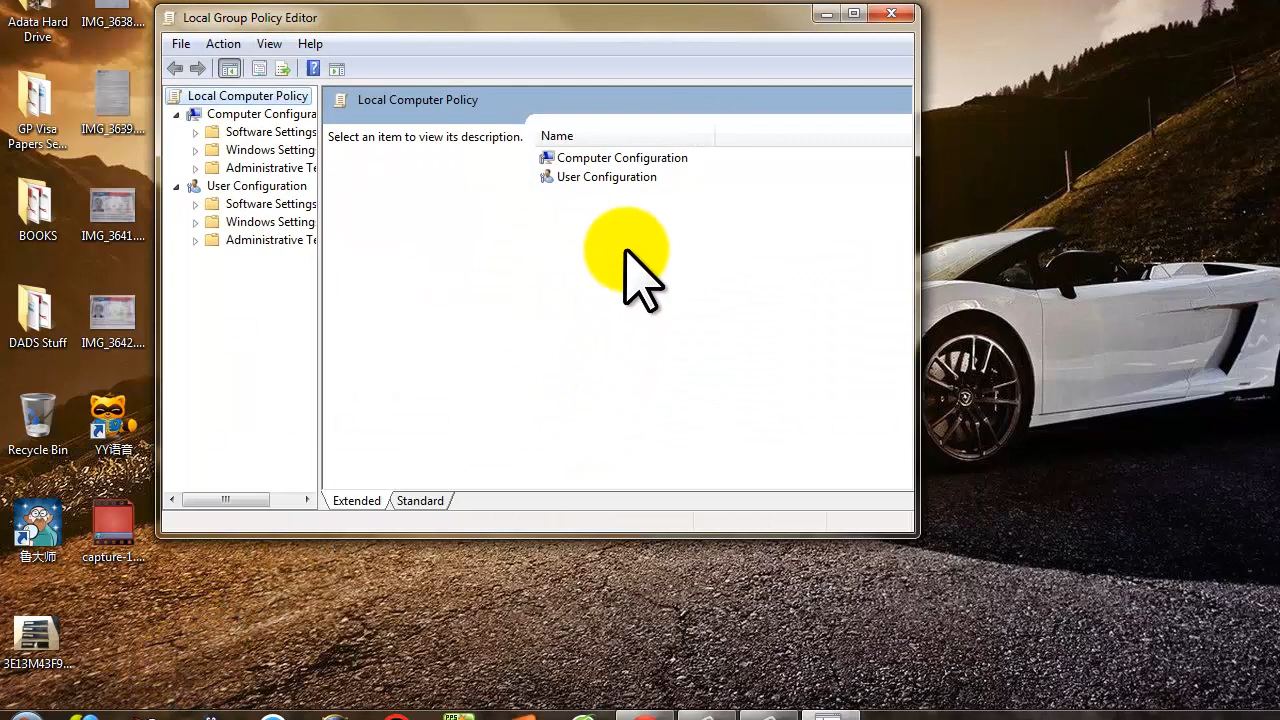 Adata Hard
Drive
IMG_3638....
GP Visa
Papers Se...
IMG_3639....
BOOKS
IMG_3641....
DADS Stuff
IMG_3642....
Recycle Bin
YY语音
鲁大师
capture-1....
3E13M43F9...
Local Group Policy Editor
File Action View Help
Local Computer Policy
Computer Configura
Software Settings
Windows Setting
Administrative Te
User Configuration
Software Settings
Windows Setting
Administrative Te
Local Computer Policy
Select an item to view its description.
Name
Computer Configuration
User Configuration
Extended Standard
PPS